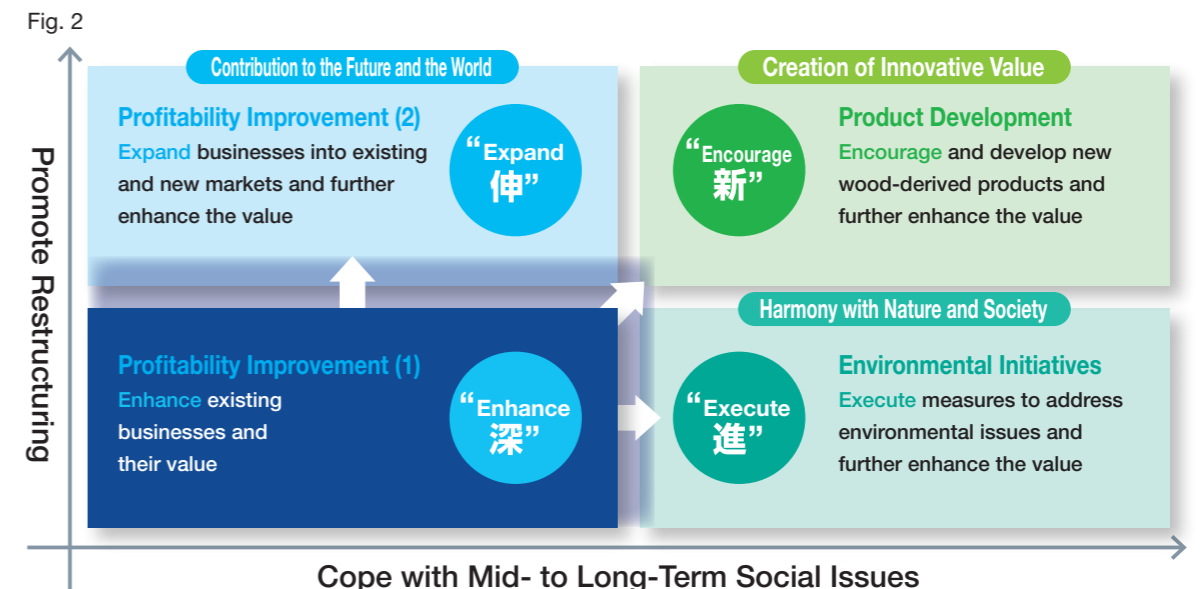 Fig. 2
Promote Restructuring
Contribution to the Future and the World
Profitability Improvement (2)
Expand businesses into existing
and new markets and further
enhance the value
“Expand
伸”
Creation of Innovative Value
“Encourage
新”
Product Development
Encourage and develop new
wood-derived products and
further enhance the value
Profitability Improvement (1)
Enhance existing
businesses and
their value
“Enhance
深”
Harmony with Nature and Society
“Execute
進”
Environmental Initiatives
Execute measures to address
environmental issues and
further enhance the value
Cope with Mid- to Long-Term Social Issues